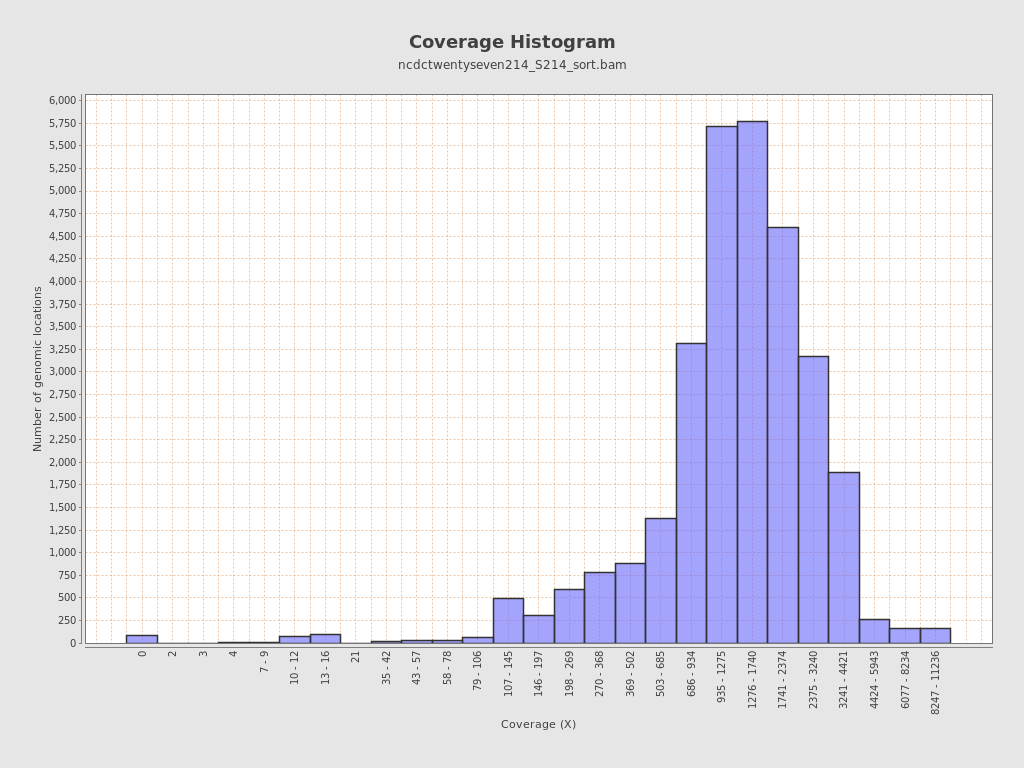 Coverage Histogram
ncdctwentyseven214_S214_sort.bam
Number of genomic locations
6,000
5,750
5,500
5,250
5,000
4,750
4,500
4,250
4,000
3,750
3,500
3,250
3,000
2,750
2,500
2,250
2,000
1,750
1,500
1,250
1,000
750
500
250
0
0
2
3
4
7 - 9
10 - 12
13 - 16
21
35 - 42
43 - 57
58 - 78
79 - 106
107 - 145
146 - 197
198 - 269
270 - 368
369 - 502
503 - 685
686 - 934
935 - 1275
1276 - 1740
1741 - 2374
2375 - 3240
3241 - 4421
4424 - 5943
6077 - 8234
8247 - 11236
Coverage (X)